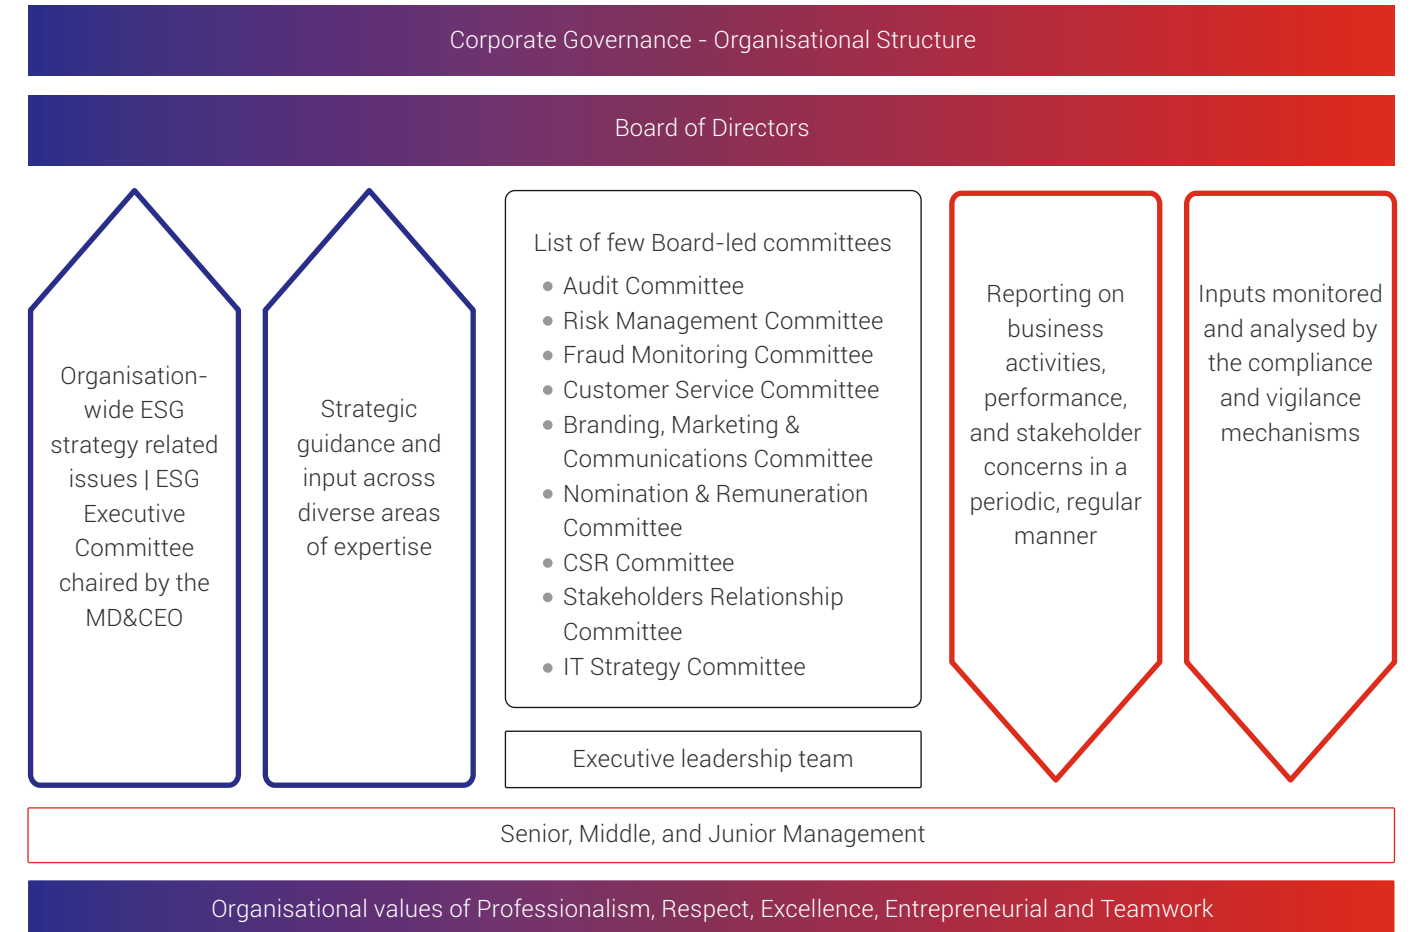 Corporate Governance - Organisational Structure
Board of Directors
Organisation-
wide ESG
strategy related
issues | ESG
Executive
Committee
chaired by the
MD&CEO
Strategic
guidance and
input across
diverse areas
of expertise
List of few Board-led committees
Audit Committee
Risk Management Committee
Fraud Monitoring Committee
Customer Service Committee
Branding, Marketing &
Communications Committee
Nomination & Remuneration
Committee
CSR Committee
Stakeholders Relationship
Committee
IT Strategy Committee
Executive leadership team
Reporting on
business
activities,
performance,
and stakeholder
concerns in a
periodic, regular
manner
Inputs monitored
and analysed by
the compliance
and vigilance
mechanisms
Senior, Middle, and Junior Management
Organisational values of Professionalism, Respect, Excellence, Entrepreneurial and Teamwork